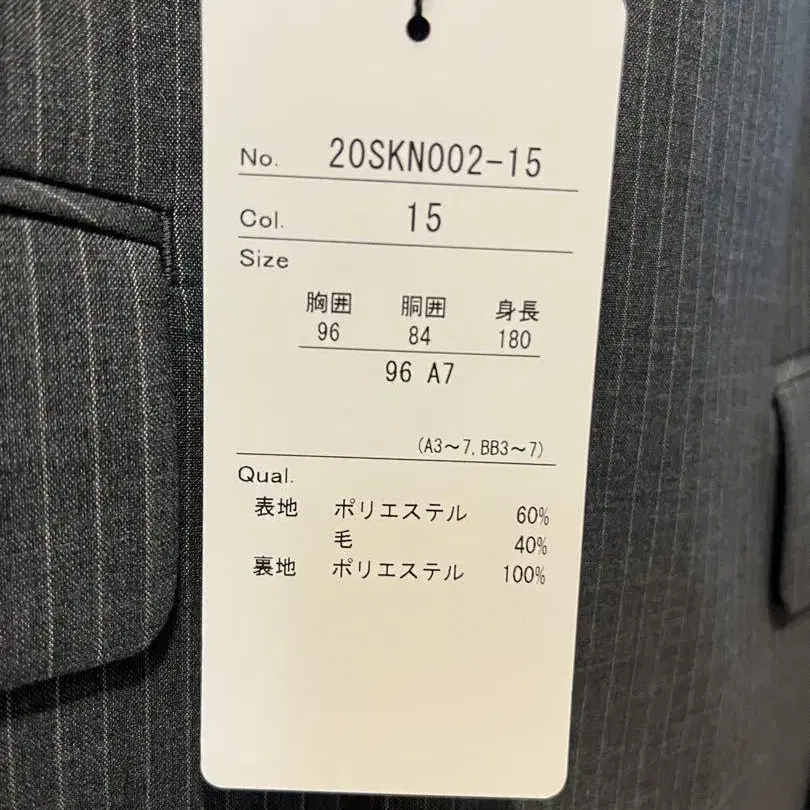 No. 20SKN002-15
Col. 15
Size
胸囲 胴囲 身長
96 84 180
96 A7
(A3～7,BB3～7)
Qual.
表地 ポリエステル 60%
毛 40%
裏地 ポリエステル 100%